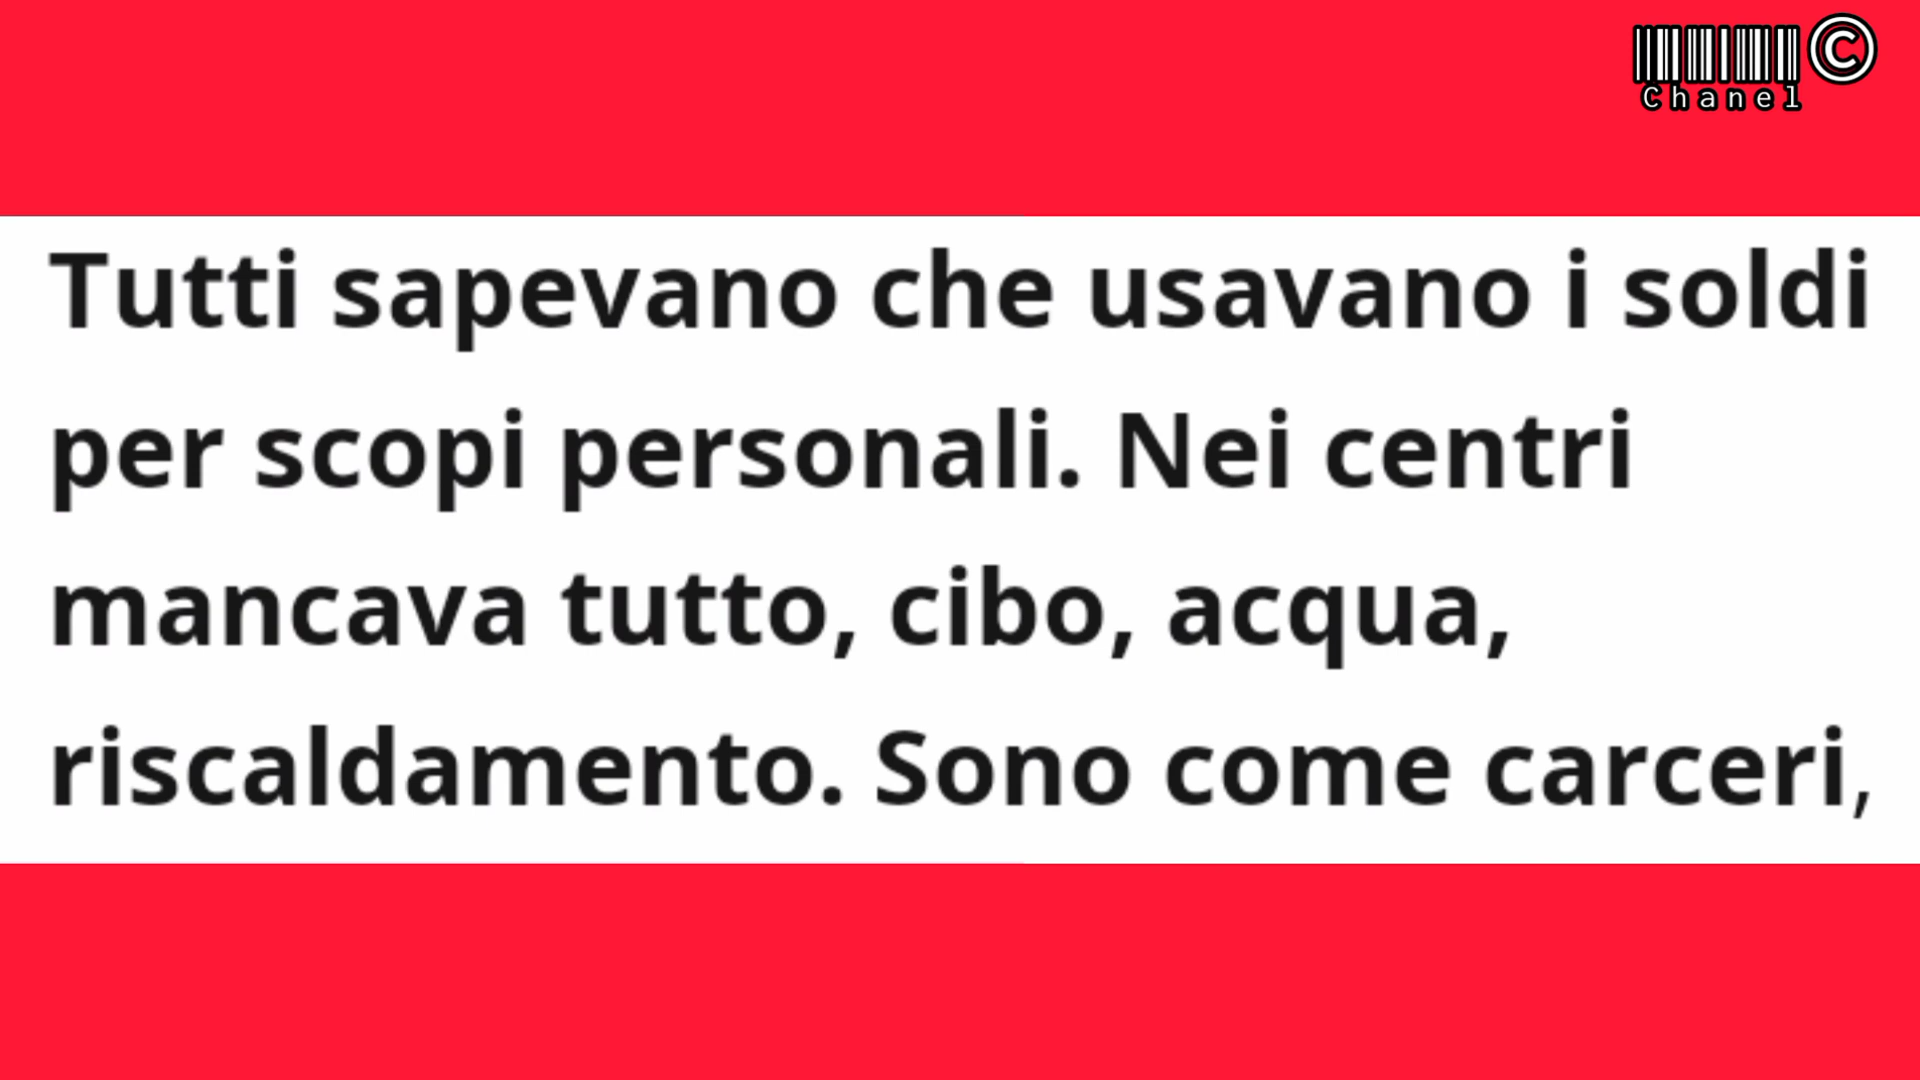 ©
Chanel
Tutti sapevano che usavano i soldi
per scopi personali. Nei centri
mancava tutto, cibo, acqua,
riscaldamento. Sono come carceri,